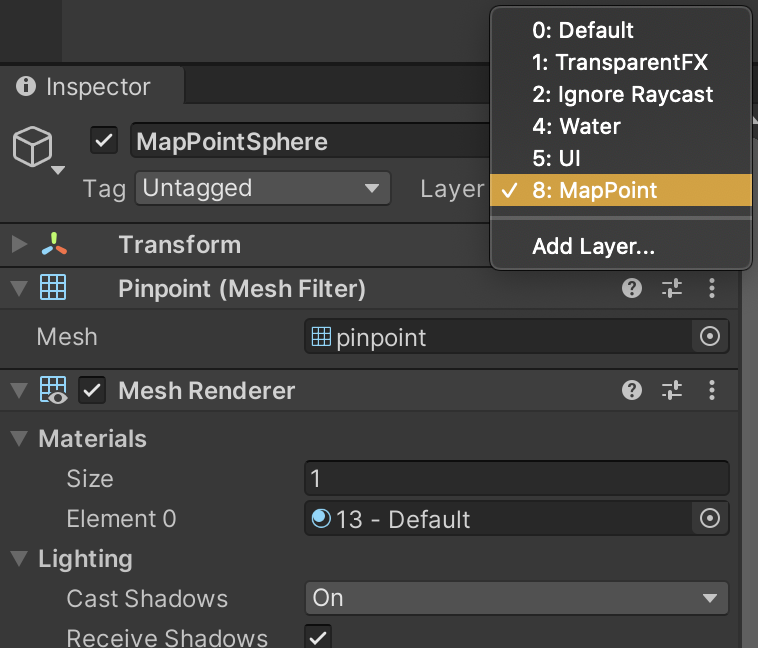 0: Default
1: TransparentFX
2: Ignore Raycast
4: Water
5: UI
✓ 8: MapPoint
Add Layer...
Inspector
MapPointSphere
Tag Untagged Layer
Transform
Pinpoint (Mesh Filter)
Mesh pinpoint
Mesh Renderer
Materials
Size 1
Element 0 13 - Default
Lighting
Cast Shadows On
Receive Shadows